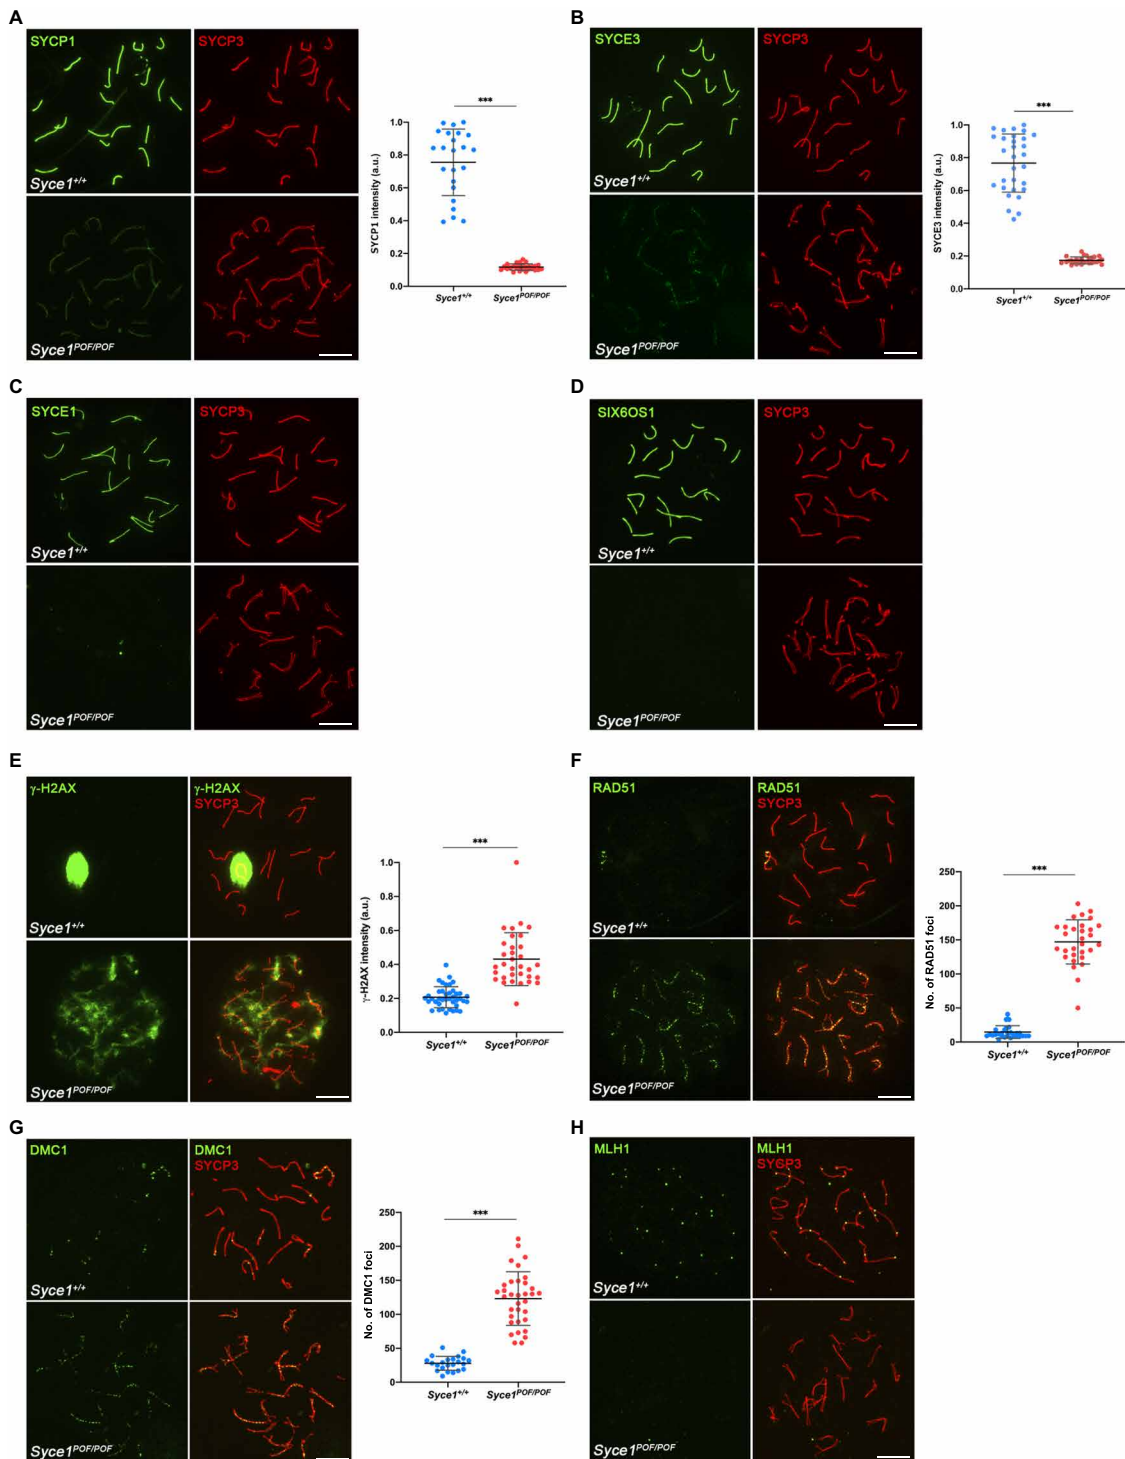 A
SYCP1 SYCP3
Syce1+/+
Syce1POF/POF
***
SYCP1 intensity (a.u.)
1.0
0.8
0.6
0.4
0.2
0.0
Syce1+/+ Syce1POF/POF
B
SYCE3 SYCP3
Syce1+/+
Syce1POF/POF
***
SYCE3 intensity (a.u.)
1.0
0.8
0.6
0.4
0.2
0.0
Syce1+/+ Syce1POF/POF
C
SYCE1 SYCP3
Syce1+/+
Syce1POF/POF
D
SIX6OS1 SYCP3
Syce1+/+
Syce1POF/POF
E
γ-H2AX γ-H2AX
SYCP3
Syce1+/+
Syce1POF/POF
***
γ-H2AX intensity (a.u.)
1.0
0.8
0.6
0.4
0.2
0.0
Syce1+/+ Syce1POF/POF
F
RAD51 RAD51
SYCP3
Syce1+/+
Syce1POF/POF
***
No. of RAD51 foci
250
200
150
100
50
0
Syce1+/+ Syce1POF/POF
G
DMC1 DMC1
SYCP3
Syce1+/+
Syce1POF/POF
***
No. of DMC1 foci
250
200
150
100
50
0
Syce1+/+ Syce1POF/POF
H
MLH1 MLH1
SYCP3
Syce1+/+
Syce1POF/POF